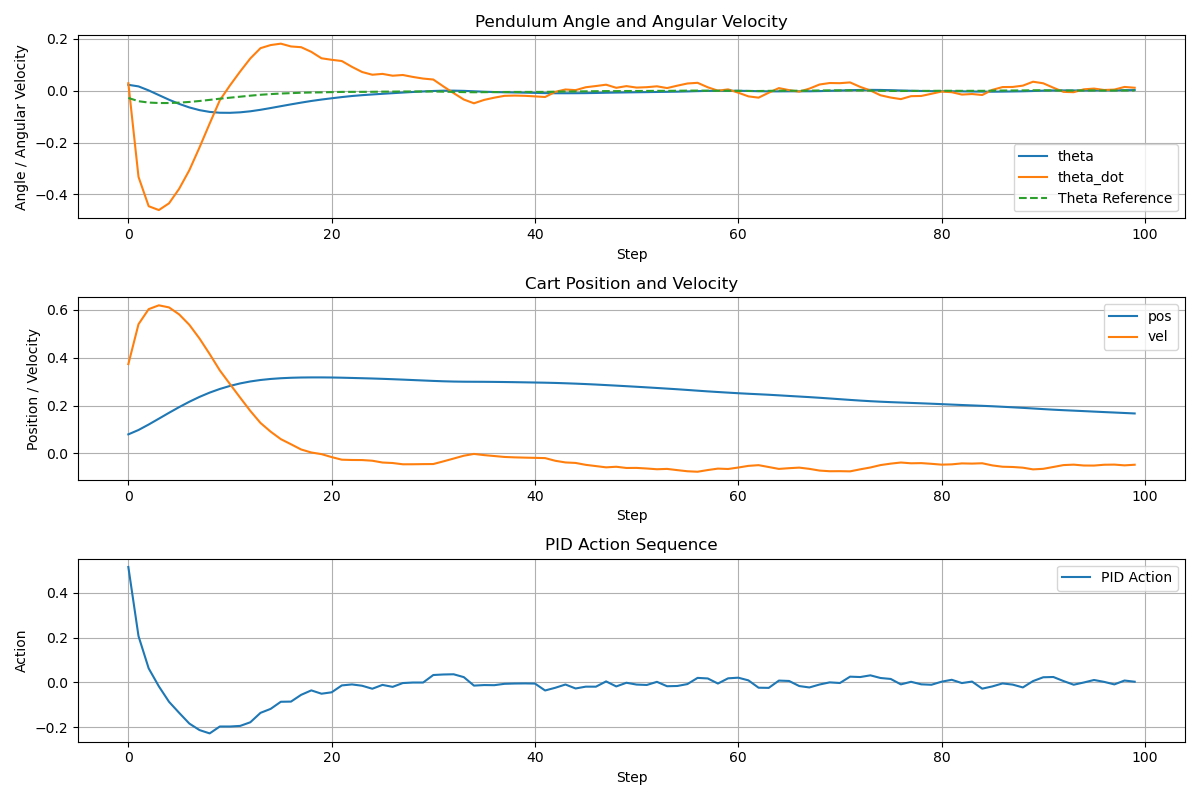 Pendulum Angle and Angular Velocity
Angle / Angular Velocity
0.2
0.0
−0.2
−0.4
theta
theta_dot
Theta Reference
0 20 40 60 80 100
Step
Cart Position and Velocity
Position / Velocity
0.6
0.4
0.2
0.0
pos
vel
0 20 40 60 80 100
Step
PID Action Sequence
Action
0.4
0.2
0.0
−0.2
PID Action
0 20 40 60 80 100
Step